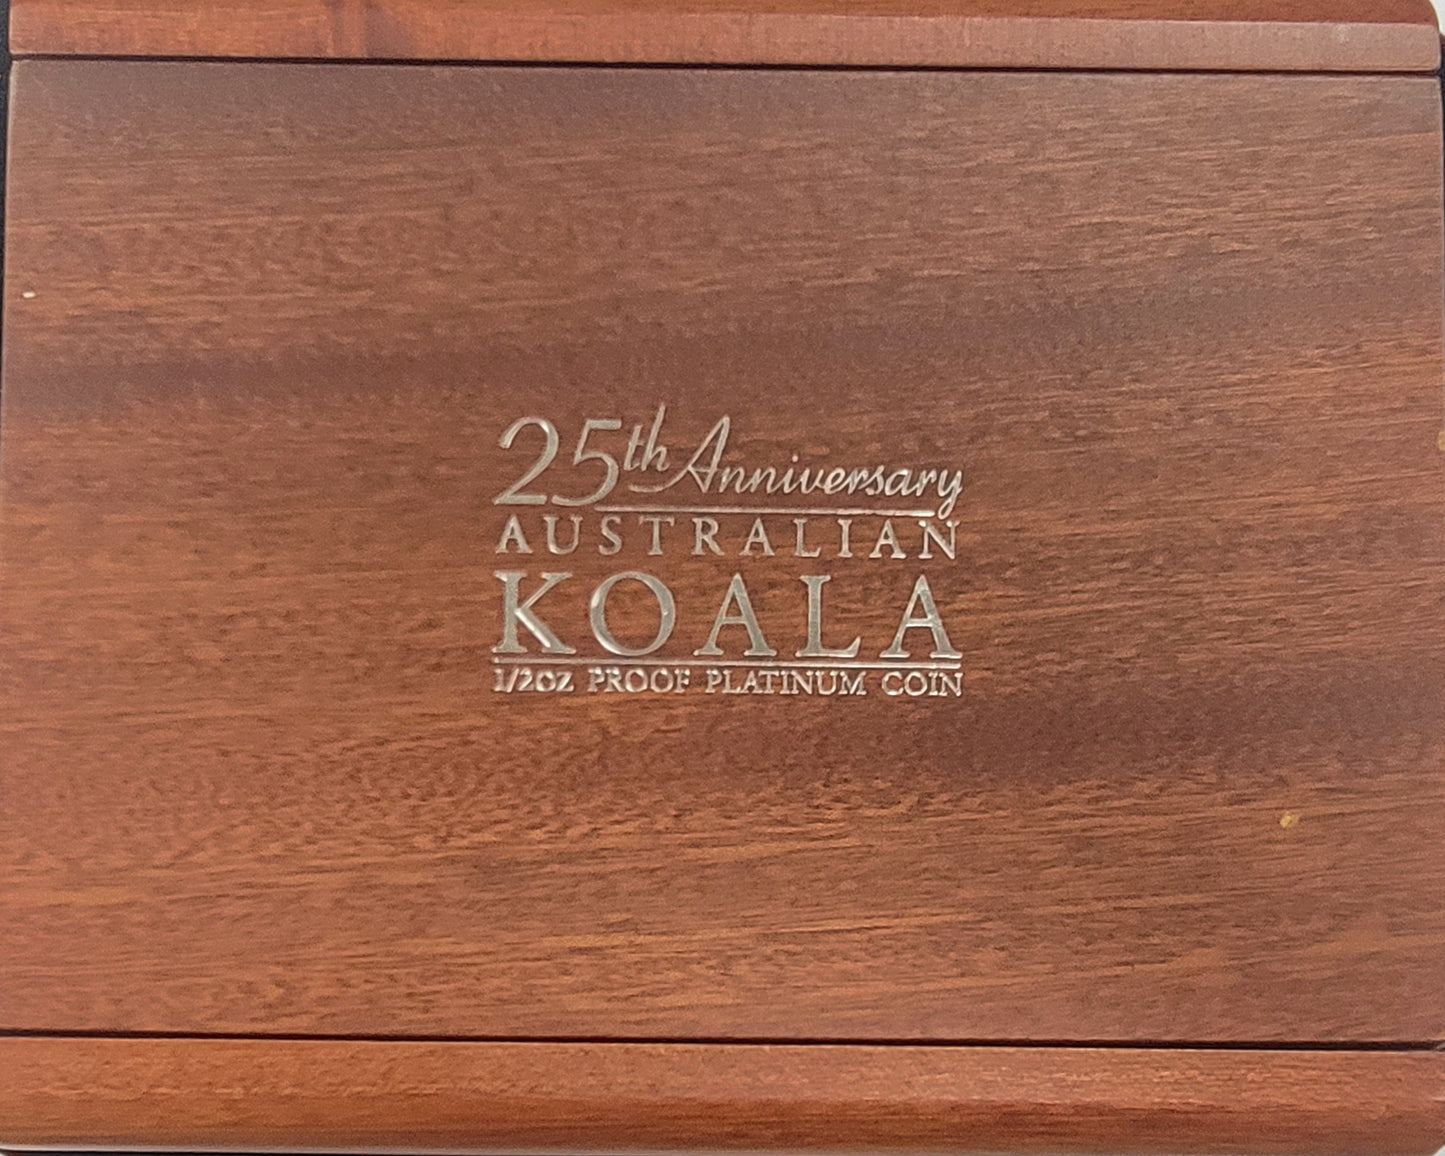 25th Anniversary
AUSTRALIAN
KOALA
1/2oz PROOF PLATINUM COIN